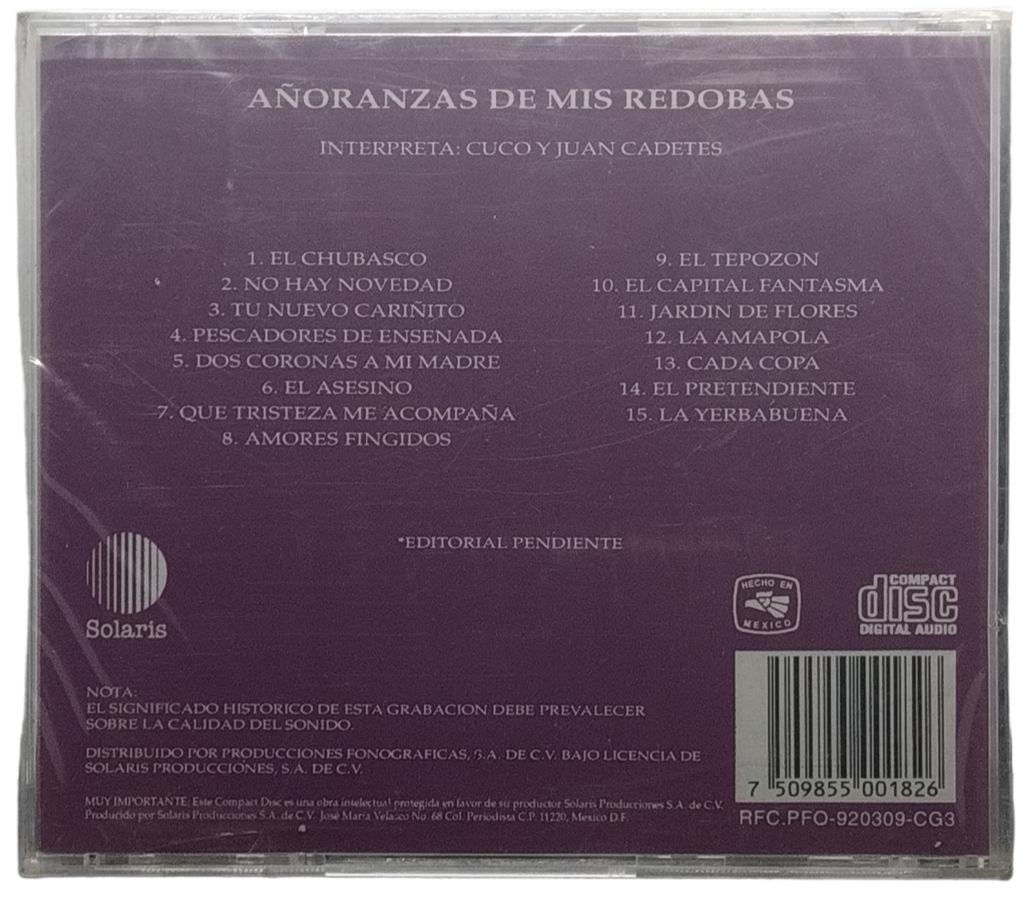 AÑORANZAS DE MIS REDOBAS
INTERPRETA: CUCO Y JUAN CADETES
1. EL CHUBASCO
2. NO HAY NOVEDAD
3. TU NUEVO CARIÑITO
4. PESCADORES DE ENSENADA
5. DOS CORONAS A MI MADRE
6. EL ASESINO
7. QUE TRISTEZA ME ACOMPAÑA
8. AMORES FINGIDOS
9. EL TEPOZON
10. EL CAPITAL FANTASMA
11. JARDIN DE FLORES
12. LA AMAPOLA
13. CADA COPA
14. EL PRETENDIENTE
15. LA YERBABUENA
*EDITORIAL PENDIENTE
Solaris
HECHO EN
MEXICO
COMPACT
disc
DIGITAL AUDIO
NOTA:
EL SIGNIFICADO HISTORICO DE ESTA GRABACION DEBE PREVALECER
SOBRE LA CALIDAD DEL SONIDO.
DISTRIBUIDO POR PRODUCCIONES FONOGRAFICAS, S.A. DE C.V. BAJO LICENCIA DE
SOLARIS PRODUCCIONES, S.A. DE C.V.
MUY IMPORTANTE: Este Compact Disc es una obra intelectual protegida en favor de su productor Solaris Producciones S.A. de C.V.
Producido por Solaris Producciones S.A. de C.V. José María Velasco No. 68 Col. Periodista C.P. 11220, Mexico D.F.
7 509855 001826
RFC.PFO-920309-CG3